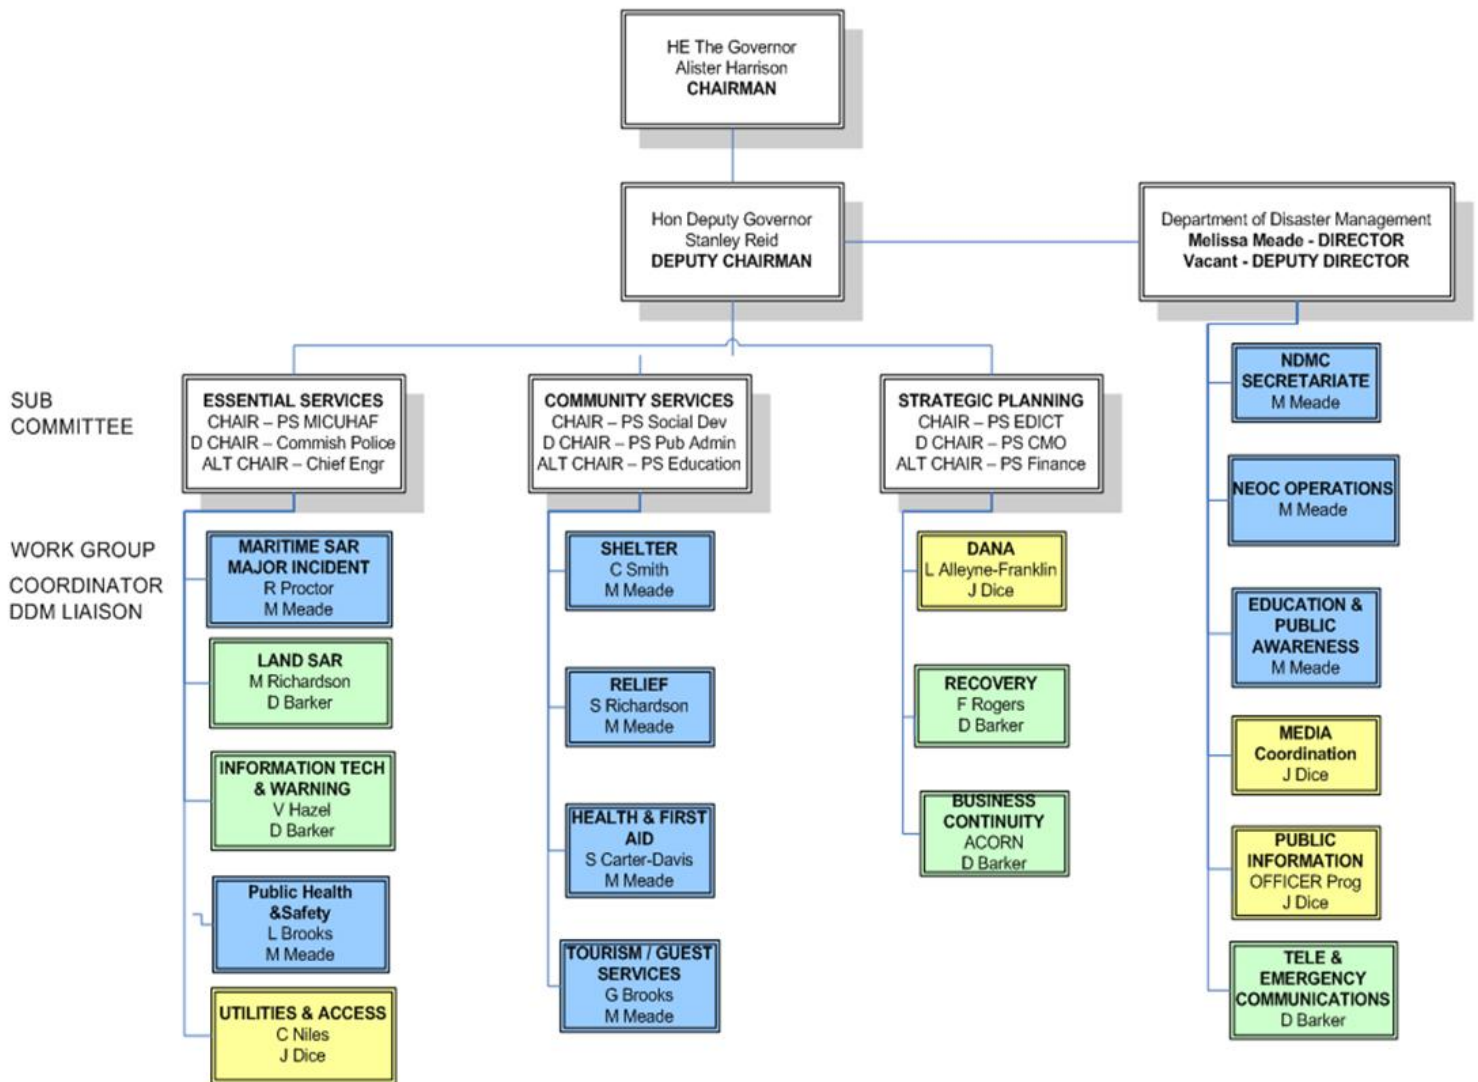 HE The Governor
Alister Harrison
CHAIRMAN
Hon Deputy Governor
Stanley Reid
DEPUTY CHAIRMAN
Department of Disaster Management
Melissa Meade - DIRECTOR
Vacant - DEPUTY DIRECTOR
SUB
COMMITTEE
ESSENTIAL SERVICES
CHAIR – PS MICUHAF
D CHAIR – Commish Police
ALT CHAIR – Chief Engr
COMMUNITY SERVICES
CHAIR – PS Social Dev
D CHAIR – PS Pub Admin
ALT CHAIR – PS Education
STRATEGIC PLANNING
CHAIR – PS EDICT
D CHAIR – PS CMO
ALT CHAIR – PS Finance
WORK GROUP
COORDINATOR
DDM LIAISON
MARITIME SAR
MAJOR INCIDENT
R Proctor
M Meade
LAND SAR
M Richardson
D Barker
INFORMATION TECH
& WARNING
V Hazel
D Barker
Public Health
&Safety
L Brooks
M Meade
UTILITIES & ACCESS
C Niles
J Dice
SHELTER
C Smith
M Meade
RELIEF
S Richardson
M Meade
HEALTH & FIRST
AID
S Carter-Davis
M Meade
TOURISM / GUEST
SERVICES
G Brooks
M Meade
DANA
L Alleyne-Franklin
J Dice
RECOVERY
F Rogers
D Barker
BUSINESS
CONTINUITY
ACORN
D Barker
NDMC
SECRETARIATE
M Meade
NEOC OPERATIONS
M Meade
EDUCATION &
PUBLIC
AWARENESS
M Meade
MEDIA
Coordination
J Dice
PUBLIC
INFORMATION
OFFICER Prog
J Dice
TELE &
EMERGENCY
COMMUNICATIONS
D Barker